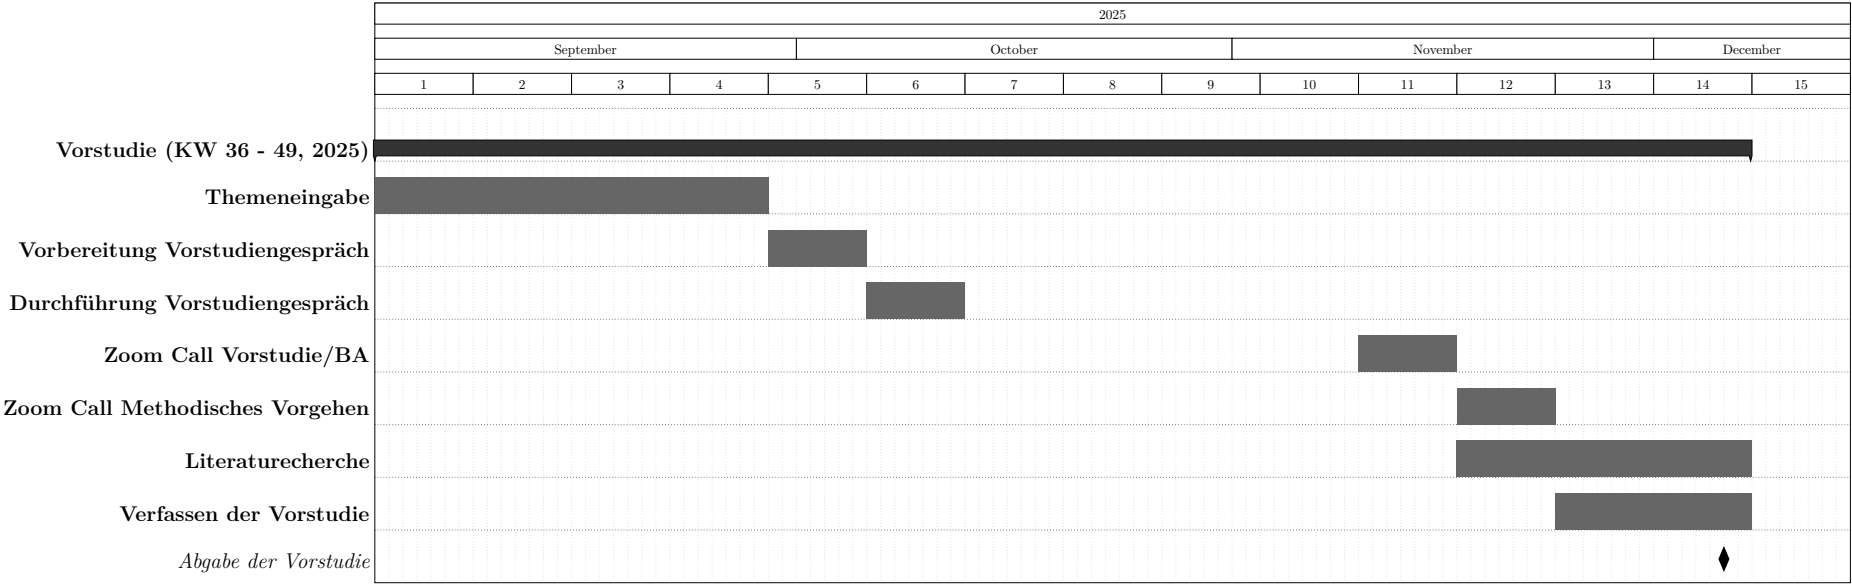 2025
September October November December
1 2 3 4 5 6 7 8 9 10 11 12 13 14 15
Vorstudie (KW 36 - 49, 2025)
Themeneingabe
Vorbereitung Vorstudiengespräch
Durchführung Vorstudiengespräch
Zoom Call Vorstudie/BA
Zoom Call Methodisches Vorgehen
Literaturecherche
Verfassen der Vorstudie
Abgabe der Vorstudie